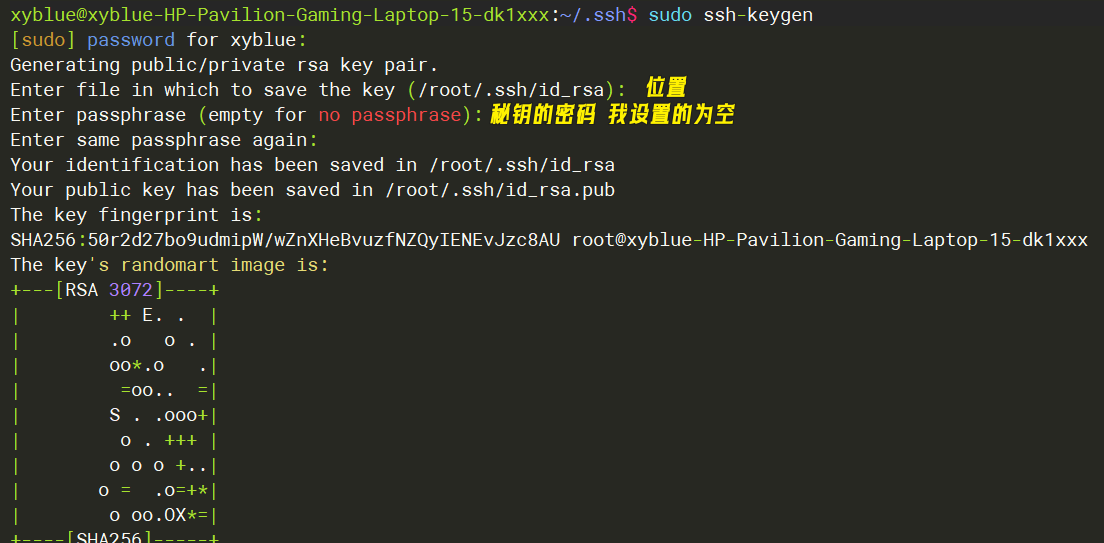 xyblue@xyblue-HP-Pavilion-Gaming-Laptop-15-dk1xxx:~/.ssh$ sudo ssh-keygen
[sudo] password for xyblue:
Generating public/private rsa key pair.
Enter file in which to save the key (/root/.ssh/id_rsa): 位置
Enter passphrase (empty for no passphrase): 秘钥的密码 我设置的为空
Enter same passphrase again:
Your identification has been saved in /root/.ssh/id_rsa
Your public key has been saved in /root/.ssh/id_rsa.pub
The key fingerprint is:
SHA256:50r2d27bo9udmipW/wZnXHeBvuzfNZQyIENEvJzc8AU root@xyblue-HP-Pavilion-Gaming-Laptop-15-dk1xxx
The key's randomart image is:
+---[RSA 3072]----+
|        ++ E. .  |
|        .o   o . |
|        oo*.o   .|
|         =oo..  =|
|        S . .ooo+|
|         o . +++ |
|        o o o +..|
|       o =  .o=+*|
|        o oo.OX*=|
+----[SHA256]-----+